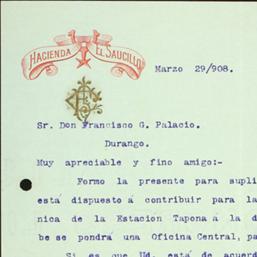 HACIENDA EL SAUCILLO
Marzo 29/908.
Sr. Don Francisco G. Palacio.
Durango.
Muy apreciable y fino amigo:-
Formo la presente para supli
está dispuesto á contribuir para la
nica de la Estacion Tapona á la d
be se pondrá una Oficina Central, pa
Si es que Ud. está de acuerd